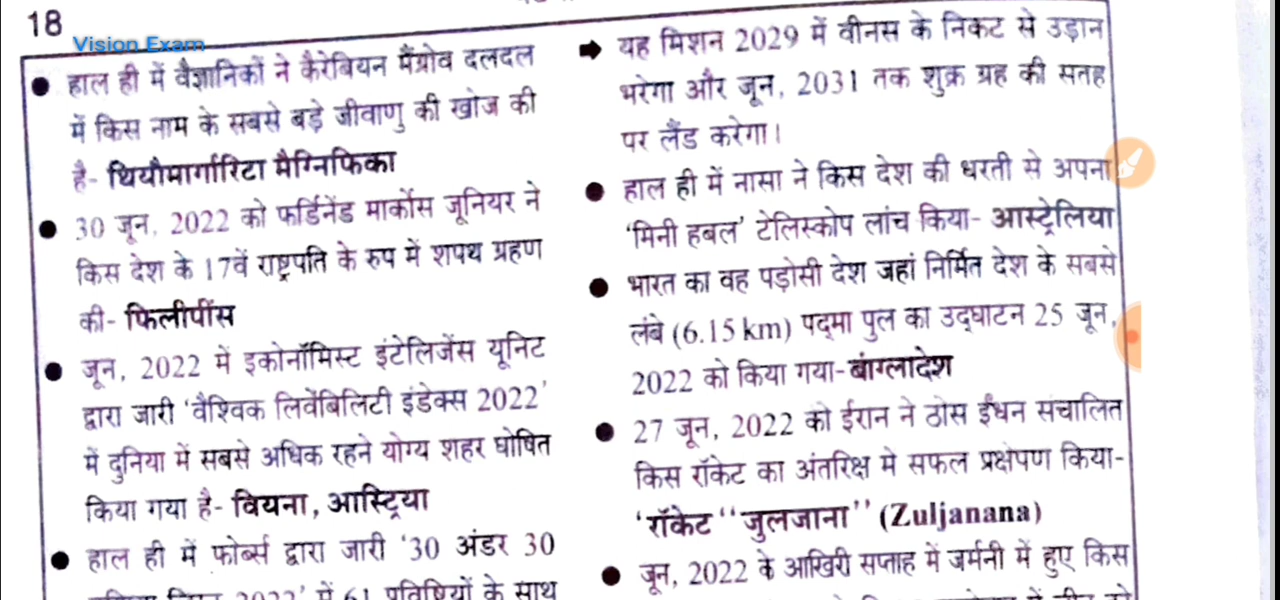 18
Vision Exam
● हाल ही में वैज्ञानिकों ने कैरेबियन मैंग्रोव दलदल
में किस नाम के सबसे बड़े जीवाणु की खोज की
है- थियौमार्गारिटा मैग्निफिका
● 30 जून, 2022 को फर्डिनेंड मार्कोस जूनियर ने
किस देश के 17वें राष्ट्रपति के रुप में शपथ ग्रहण
की- फिलीपींस
● जून, 2022 में इकोनॉमिस्ट इंटेलिजेंस यूनिट
द्वारा जारी 'वैश्विक लिवेंबिलिटी इंडेक्स 2022'
में दुनिया में सबसे अधिक रहने योग्य शहर घोषित
किया गया है- वियना, आस्ट्रिया
● हाल ही में फोर्ब्स द्वारा जारी '30 अंडर 30
2022' में 61 प्रविष्टियों के साथ
➡ यह मिशन 2029 में वीनस के निकट से उड़ान
भरेगा और जून, 2031 तक शुक्र ग्रह की सतह
पर लैंड करेगा।
● हाल ही में नासा ने किस देश की धरती से अपना
'मिनी हबल' टेलिस्कोप लांच किया- आस्ट्रेलिया
● भारत का वह पड़ोसी देश जहां निर्मित देश के सबसे
लंबे (6.15 km) पद्मा पुल का उद्घाटन 25 जून,
2022 को किया गया- बांग्लादेश
● 27 जून, 2022 को ईरान ने ठोस ईंधन संचालित
किस रॉकेट का अंतरिक्ष मे सफल प्रक्षेपण किया-
'रॉकेट "जुलजाना" (Zuljanana)
● जून, 2022 के आखिरी सप्ताह में जर्मनी में हुए किस